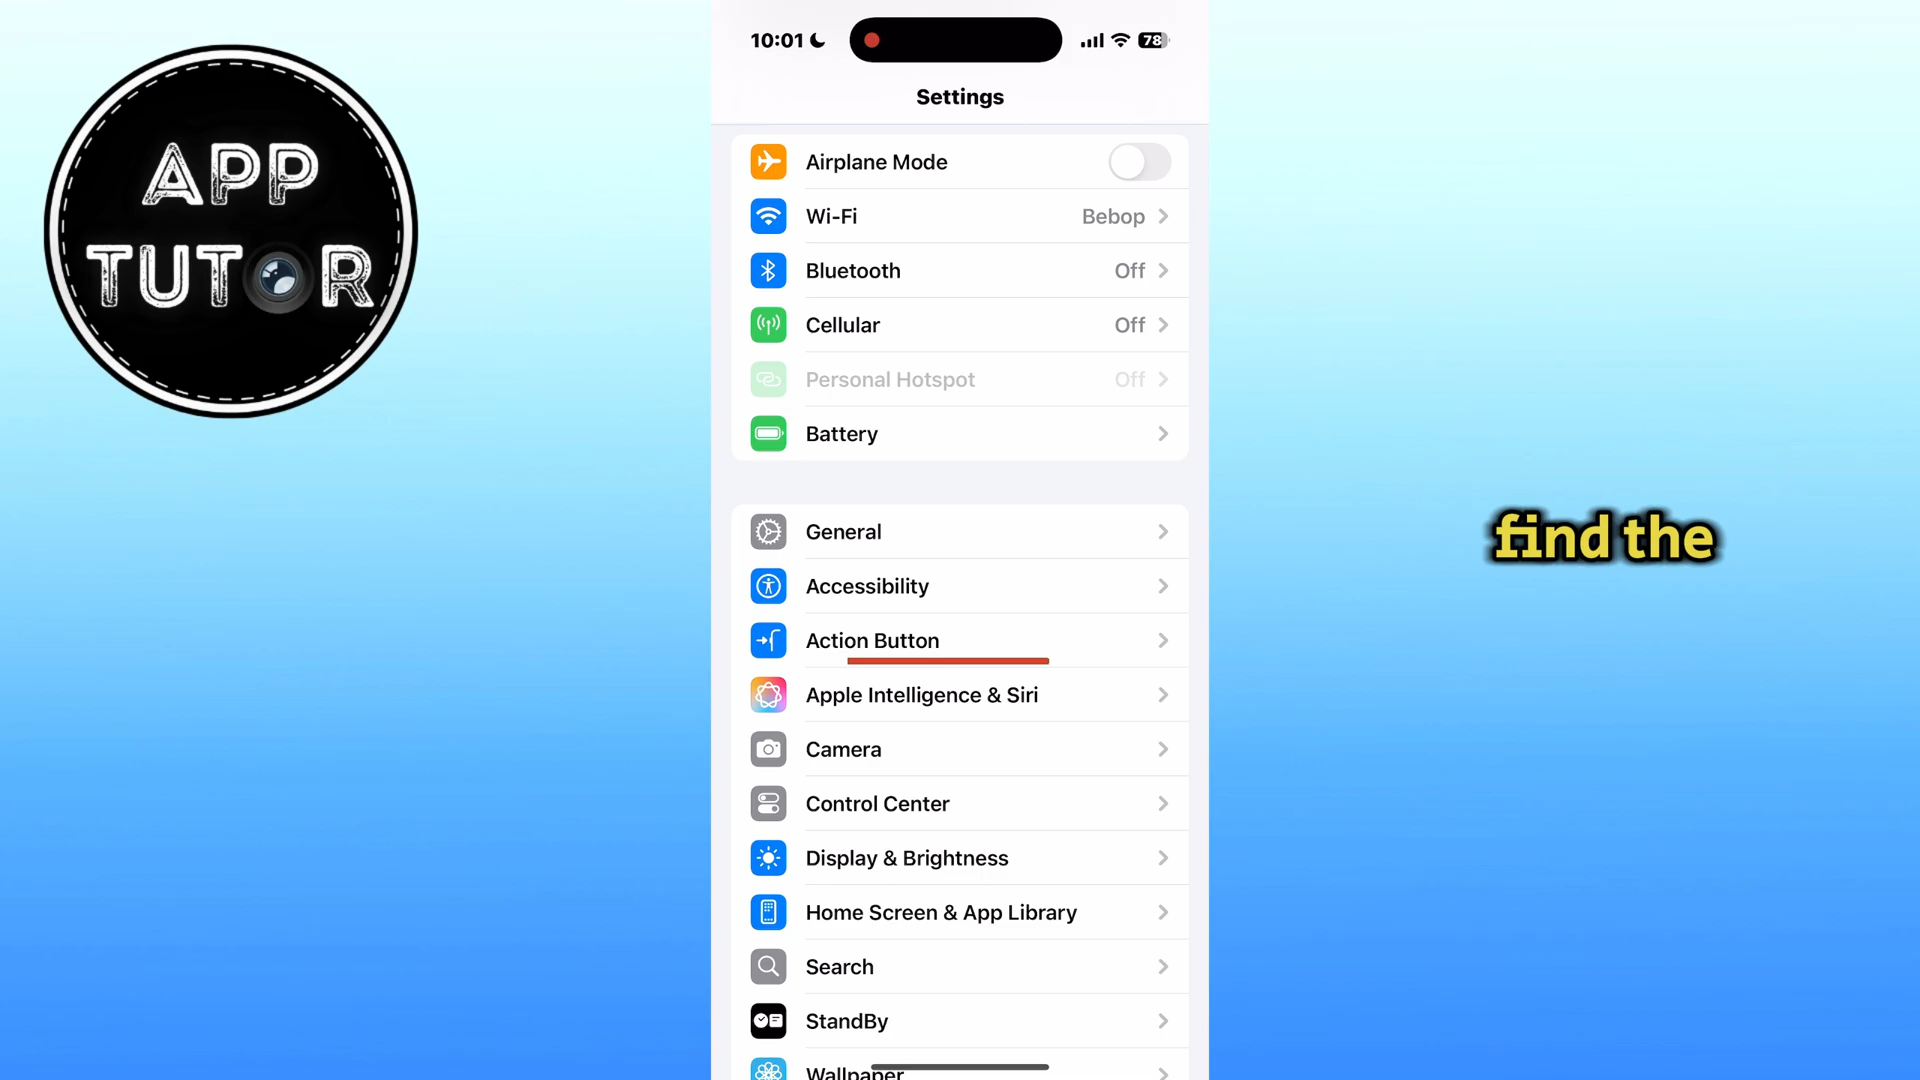 APP
TUTOR
10:01
78
Settings
Airplane Mode
Wi-Fi Bebop
Bluetooth Off
Cellular Off
Personal Hotspot Off
Battery
General
Accessibility
Action Button
Apple Intelligence & Siri
Camera
Control Center
Display & Brightness
Home Screen & App Library
Search
StandBy
Wallpaper
find the